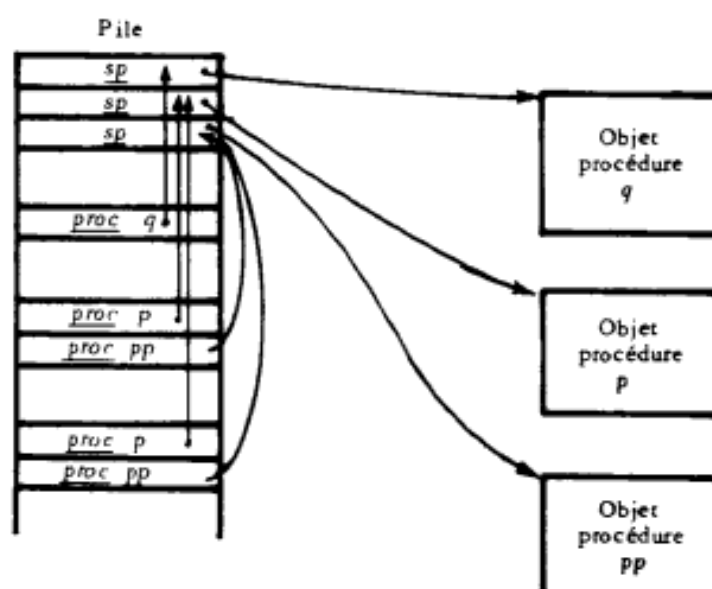 Pile
sp
sp
sp
proc q
proc p
proc pp
proc p
proc pp
Objet
procédure
q
Objet
procédure
p
Objet
procédure
pp